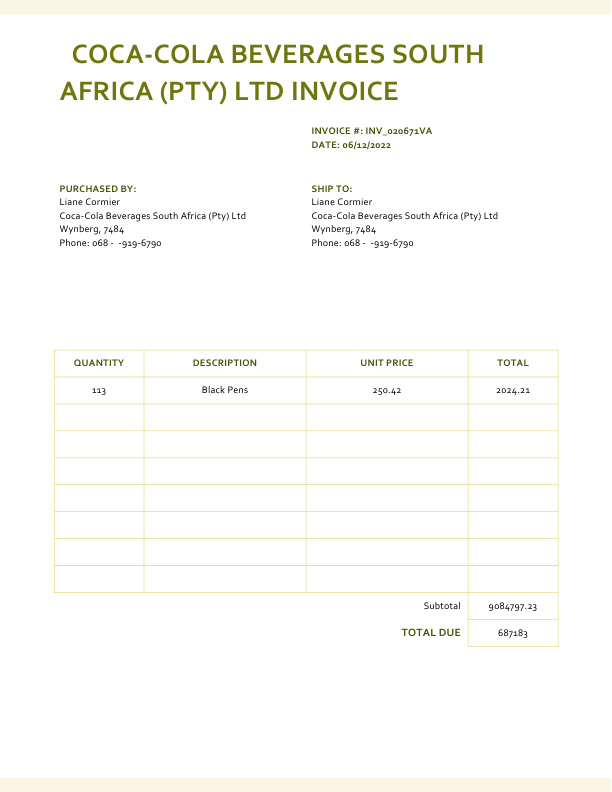 COCA-COLA BEVERAGES SOUTH
AFRICA (PTY) LTD INVOICE
INVOICE #: INV_020671VA
DATE: 06/12/2022
PURCHASED BY:
Liane Cormier
Coca-Cola Beverages South Africa (Pty) Ltd
Wynberg, 7484
Phone: 068 -  -919-6790
SHIP TO:
Liane Cormier
Coca-Cola Beverages South Africa (Pty) Ltd
Wynberg, 7484
Phone: 068 -  -919-6790
QUANTITY DESCRIPTION UNIT PRICE TOTAL
113 Black Pens 250.42 2024.21
Subtotal 9084797.23
TOTAL DUE 687183